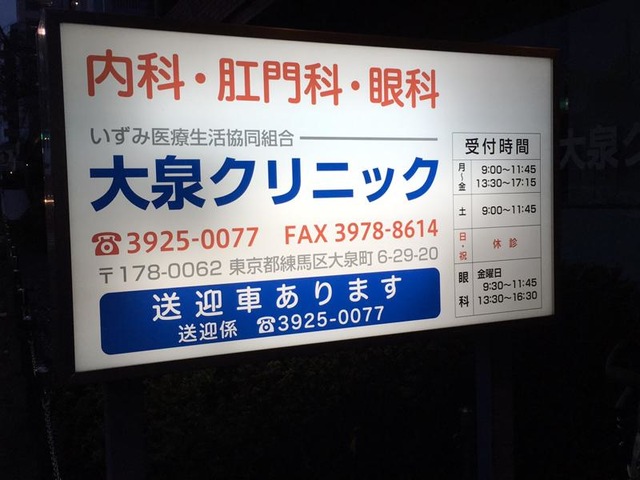 内科・肛門科・眼科
いずみ医療生活協同組合
大泉クリニック
☎3925-0077 FAX 3978-8614
〒178-0062 東京都練馬区大泉町 6-29-20
送迎車あります
送迎係 ☎3925-0077
受付時間
月〜金 9:00〜11:45
13:30〜17:15
土 9:00〜11:45
日・祝 休診
眼科 金曜日
9:30〜11:45
13:30〜16:30
大泉ク